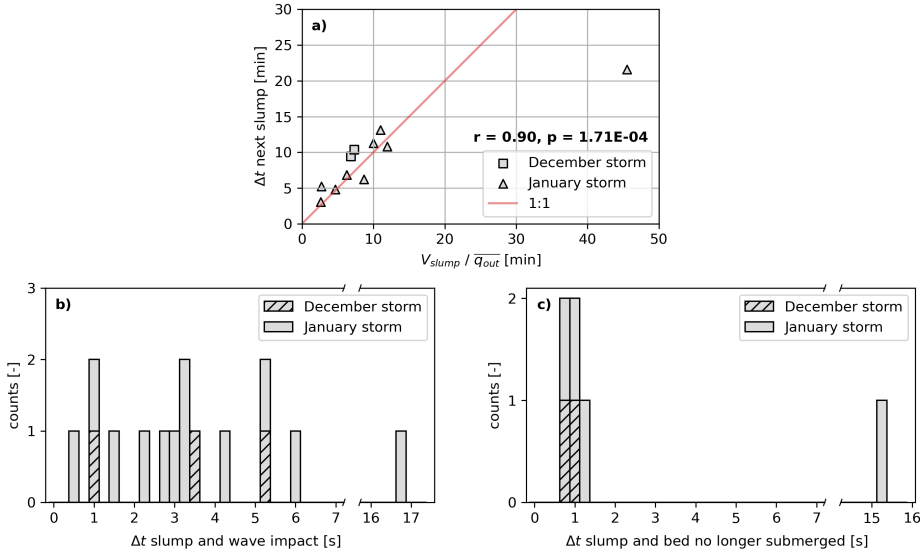 a)
Δt next slump [min]
30
25
20
15
10
5
0
r = 0.90, p = 1.71E-04
December storm
January storm
1:1
0 10 20 30 40 50
V_slump / q_out [min]
b)
counts [-]
3
2
1
0
December storm
January storm
0 1 2 3 4 5 6 7 16 17
Δt slump and wave impact [s]
c)
counts [-]
2
1
0
December storm
January storm
0 1 2 3 4 5 6 7 15 16
Δt slump and bed no longer submerged [s]